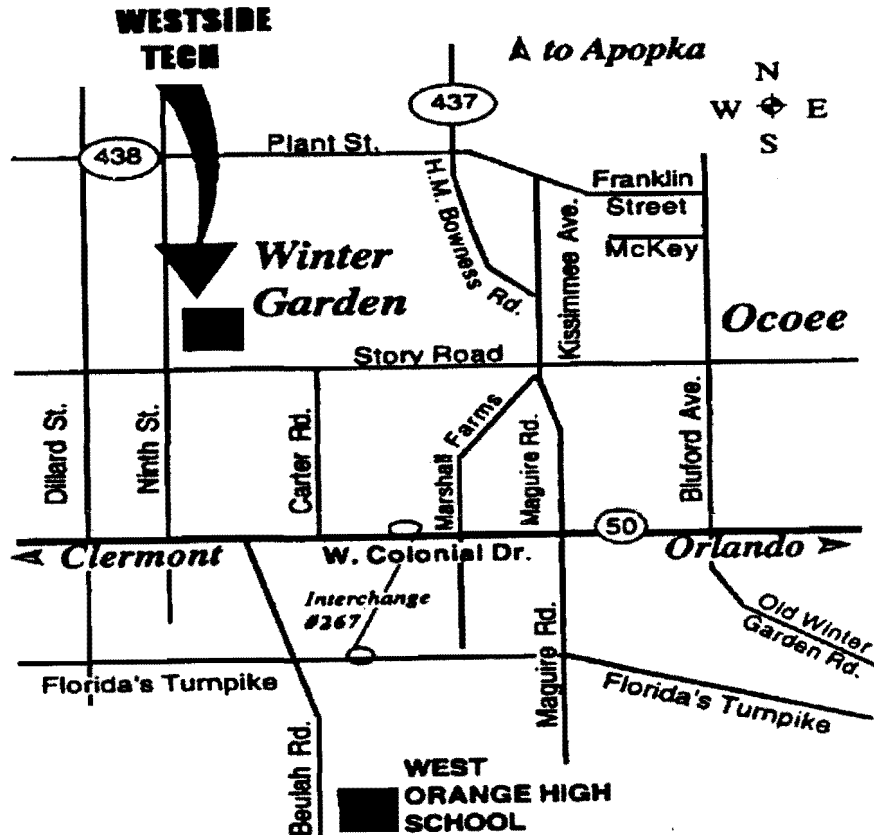 WESTSIDE
TECH
to Apopka
N
W E
S
437
438
Plant St.
H.M. Bowness Rd.
Franklin
Street
McKey
Kissimmee Ave.
Winter
Garden
Ocoee
Story Road
Dillard St.
Ninth St.
Carter Rd.
Marshall Farms
Maguire Rd.
Bluford Ave.
50
Clermont
W. Colonial Dr.
Orlando
Interchange
#267
Old Winter
Garden Rd.
Florida's Turnpike
Maguire Rd.
Florida's Turnpike
Beulah Rd.
WEST
ORANGE HIGH
SCHOOL